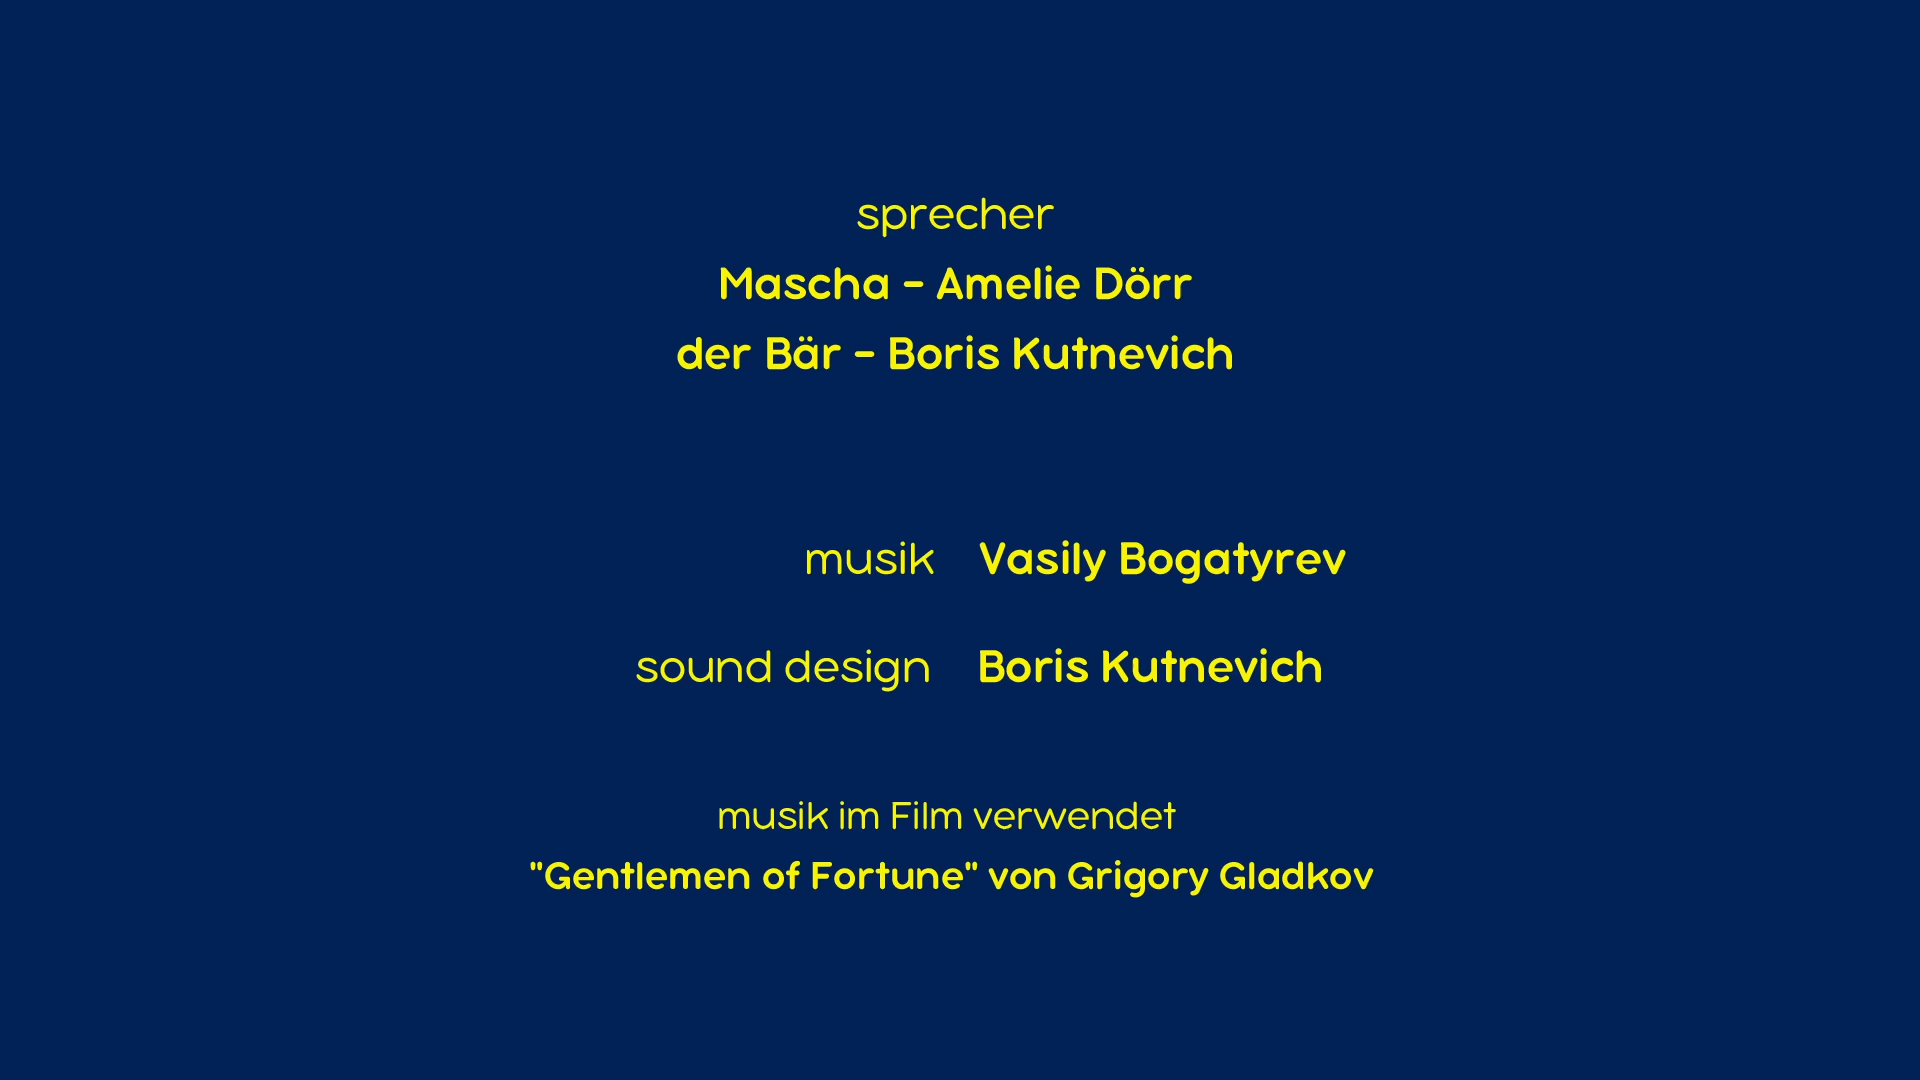 sprecher
Mascha - Amelie Dörr
der Bär - Boris Kutnevich
musik Vasily Bogatyrev
sound design Boris Kutnevich
musik im Film verwendet
"Gentlemen of Fortune" von Grigory Gladkov